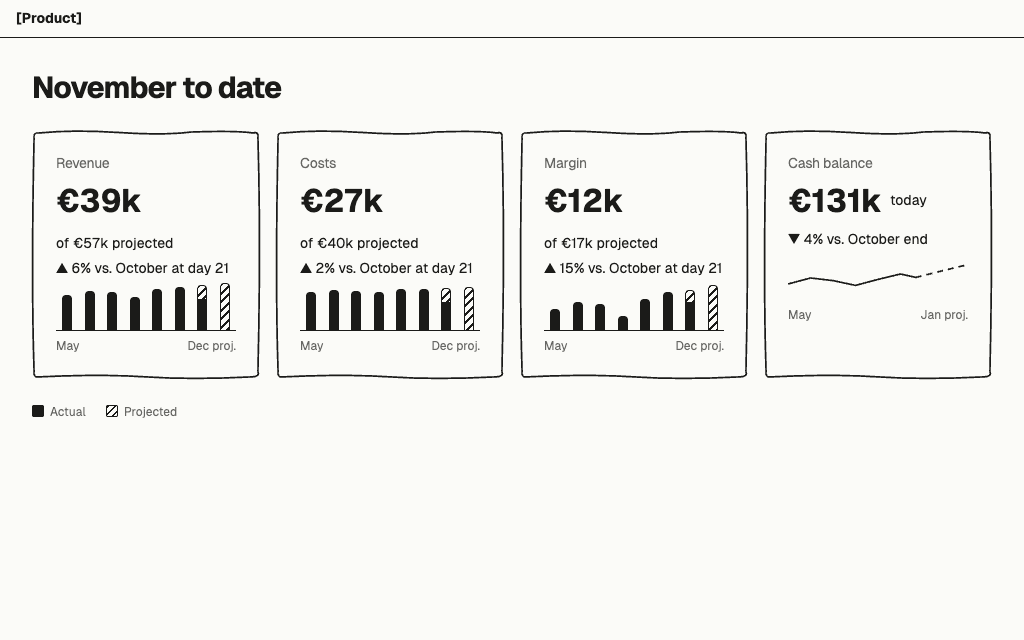 [Product]
November to date
Revenue
€39k
of €57k projected
▲ 6% vs. October at day 21
May
Dec proj.
Costs
€27k
of €40k projected
▲ 2% vs. October at day 21
May
Dec proj.
Margin
€12k
of €17k projected
▲ 15% vs. October at day 21
May
Dec proj.
Cash balance
€131k today
▼ 4% vs. October end
May
Jan proj.
Actual
Projected